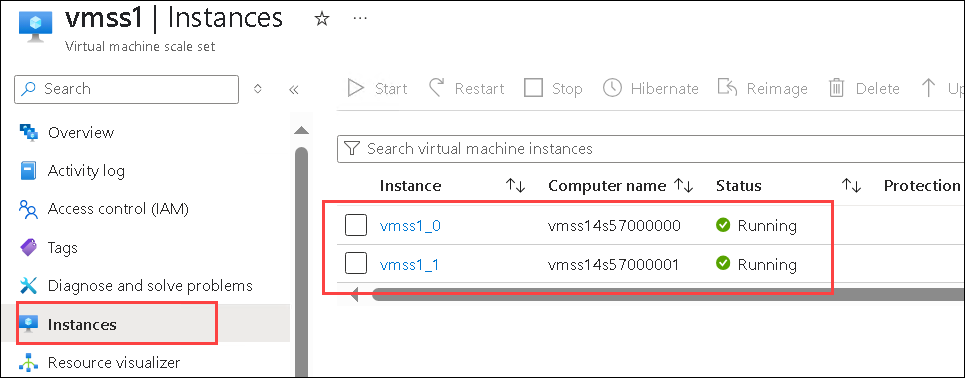 vmss1 | Instances ☆ ...
Virtual machine scale set
Search
Start Restart Stop Hibernate Reimage Delete Up
Overview
Activity log
Access control (IAM)
Tags
Diagnose and solve problems
Instances
Resource visualizer
Search virtual machine instances
Instance Computer name Status Protection
vmss1_0 vmss14s57000000 Running
vmss1_1 vmss14s57000001 Running